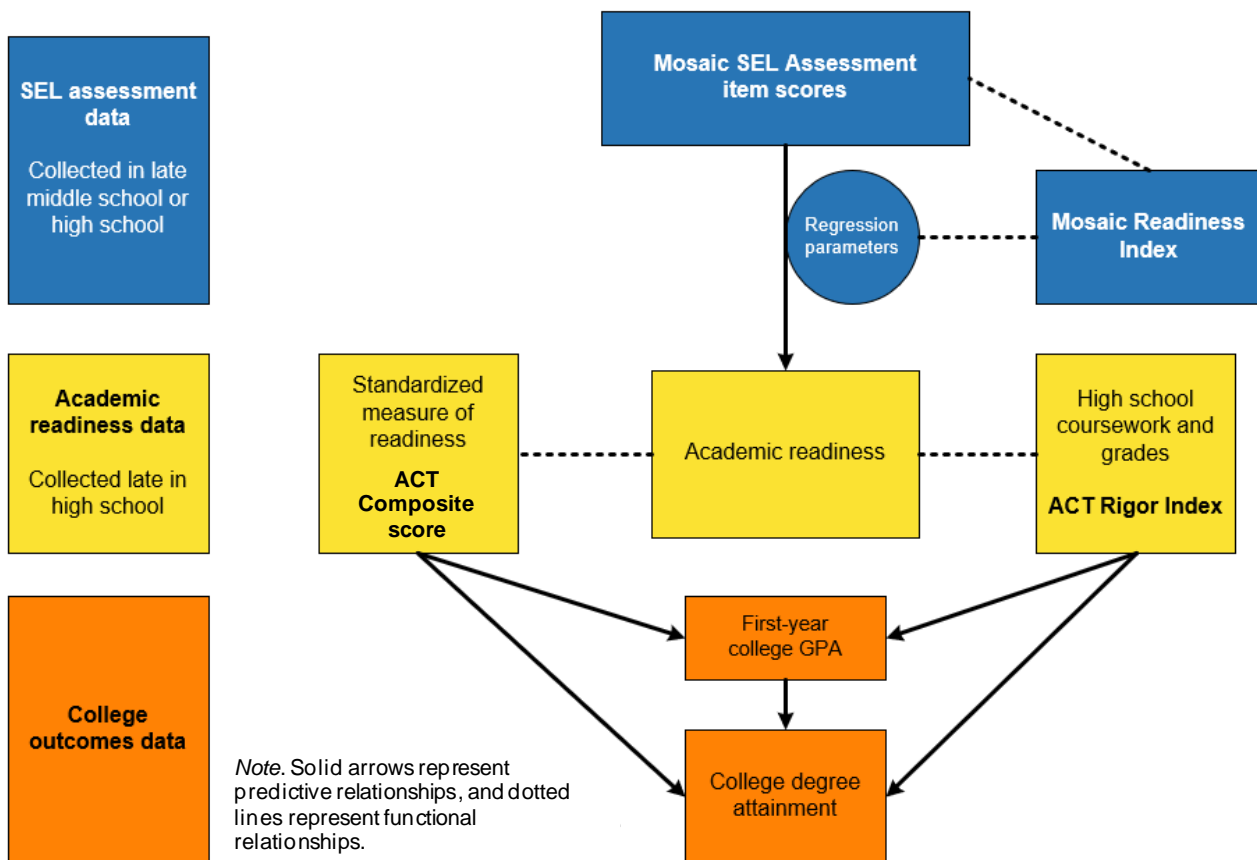 SEL assessment
data
Collected in late
middle school or
high school
Mosaic SEL Assessment
item scores
Regression
parameters
Mosaic Readiness
Index
Academic
readiness data
Collected late in
high school
Standardized
measure of
readiness
ACT
Composite
score
Academic readiness
High school
coursework and
grades
ACT Rigor Index
College
outcomes data
First-year
college GPA
College degree
attainment
Note. Solid arrows represent
predictive relationships, and dotted
lines represent functional
relationships.